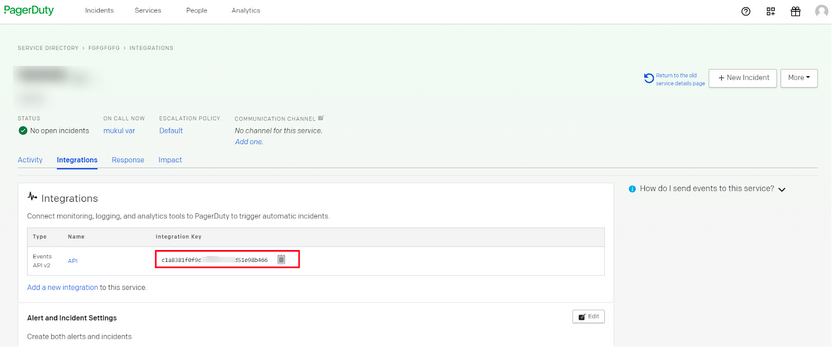 PagerDuty
Incidents Services People Analytics
SERVICE DIRECTORY > FGFGFGFG > INTEGRATIONS
Return to the old
service details page
+ New Incident
More
STATUS ON CALL NOW ESCALATION POLICY COMMUNICATION CHANNEL
No open incidents mukul var Default No channel for this service.
Add one.
Activity Integrations Response Impact
Integrations
How do I send events to this service?
Connect monitoring, logging, and analytics tools to PagerDuty to trigger automatic incidents.
Type Name Integration Key
Events
API v2
API
Add a new integration to this service.
Alert and Incident Settings
Edit
Create both alerts and incidents